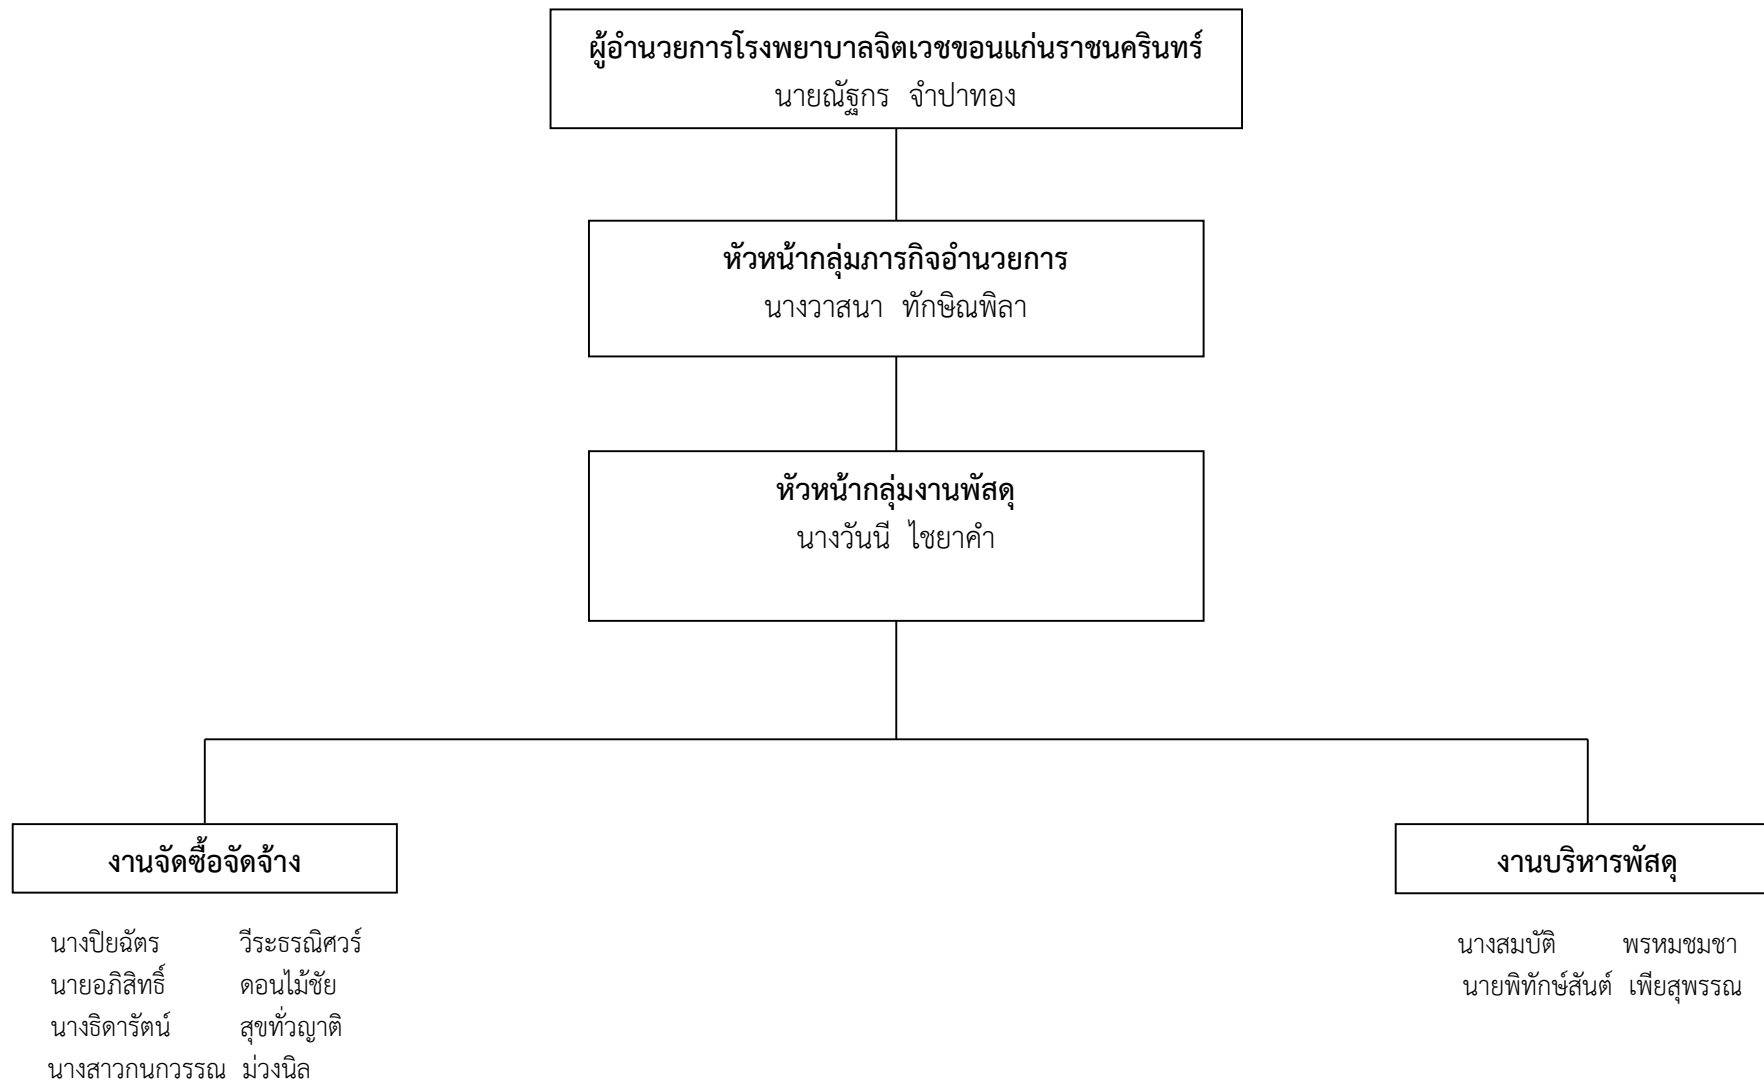 ผู้อำนวยการโรงพยาบาลจิตเวชขอนแก่นราชนครินทร์
นายณัฐกร จำปาทอง
หัวหน้ากลุ่มภารกิจอำนวยการ
นางวาสนา ทักษิณพิลา
หัวหน้ากลุ่มงานพัสดุ
นางวันนี ไชยาคำ
งานจัดซื้อจัดจ้าง
นางปิยฉัตร วีระธรณิศวร์
นายอภิสิทธิ์ ดอนไม้ชัย
นางธิดารัตน์ สุขทั่วญาติ
นางสาวกนกวรรณ ม่วงนิล
งานบริหารพัสดุ
นางสมบัติ พรหมชมชา
นายพิทักษ์สันต์ เพียสุพรรณ